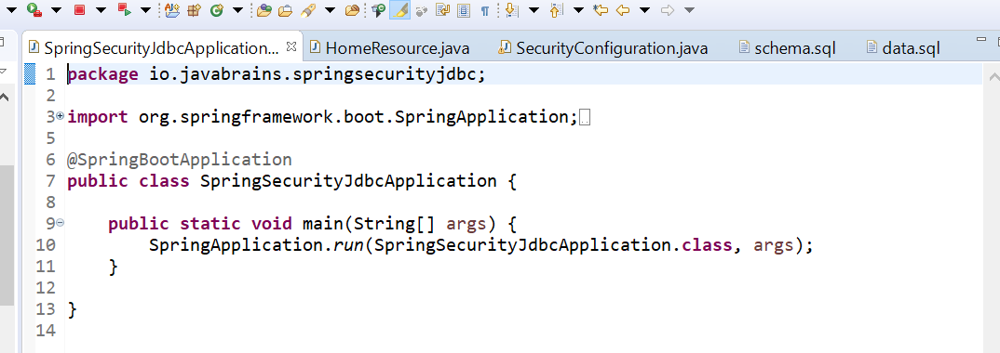 SpringSecurityJdbcApplication... HomeResource.java SecurityConfiguration.java schema.sql data.sql
1 package io.javabrains.springsecurityjdbc;
2
3 import org.springframework.boot.SpringApplication;
5
6 @SpringBootApplication
7 public class SpringSecurityJdbcApplication {
8
9 public static void main(String[] args) {
10 SpringApplication.run(SpringSecurityJdbcApplication.class, args);
11 }
12
13 }
14